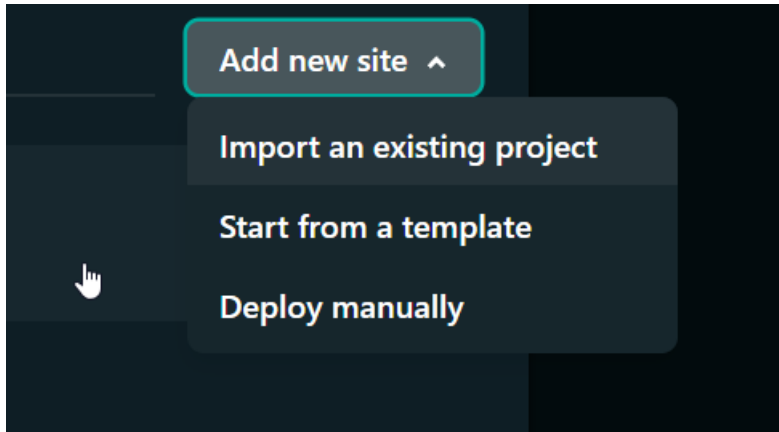 Add new site
Import an existing project
Start from a template
Deploy manually